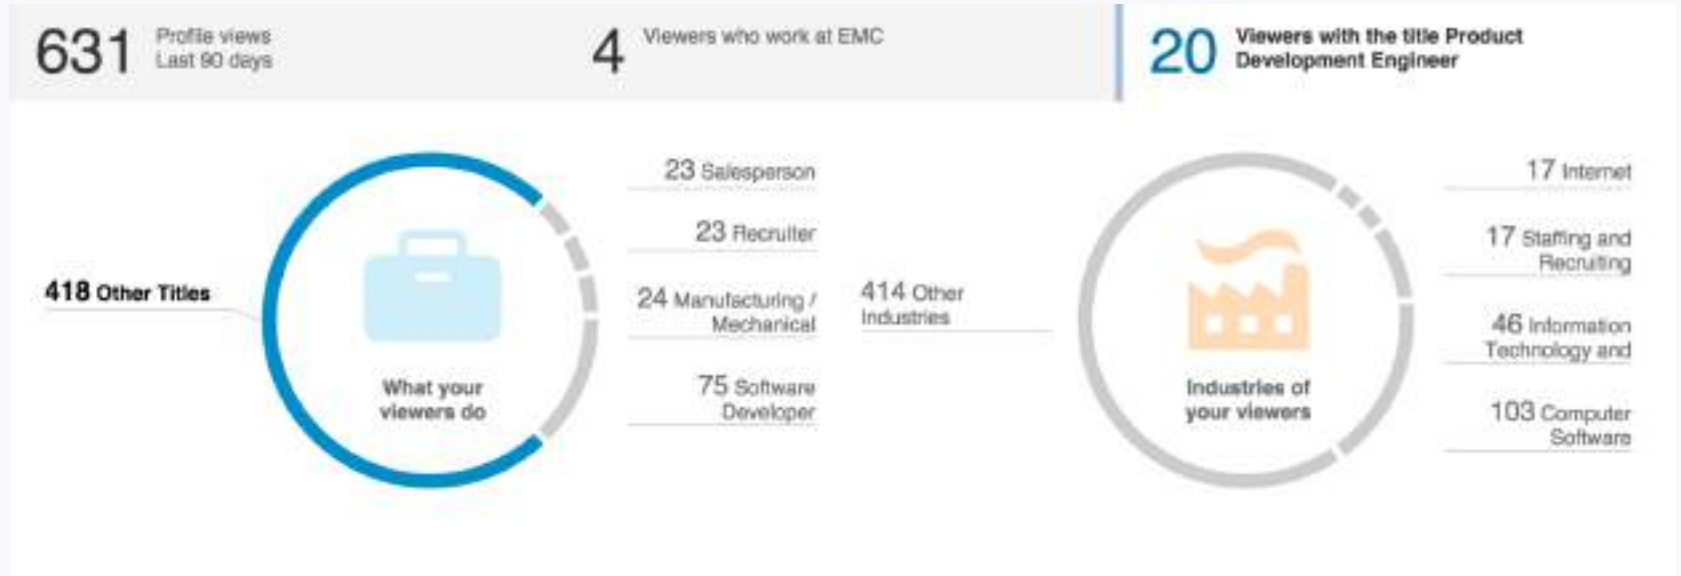 631 Profile views
Last 90 days
4 Viewers who work at EMC
20 Viewers with the title Product
Development Engineer
418 Other Titles
What your
viewers do
23 Salesperson
23 Recruiter
24 Manufacturing /
Mechanical
75 Software
Developer
414 Other
Industries
Industries of
your viewers
17 Internet
17 Staffing and
Recruiting
46 Information
Technology and
103 Computer
Software